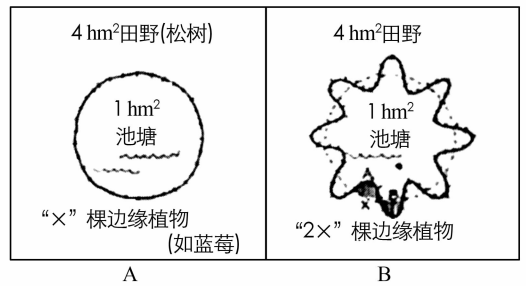 4 hm²田野(松树)
1 hm²
池塘
“×”棵边缘植物
(如蓝莓)
A
4 hm²田野
1 hm²
池塘
A
B
×
“2×”棵边缘植物
B